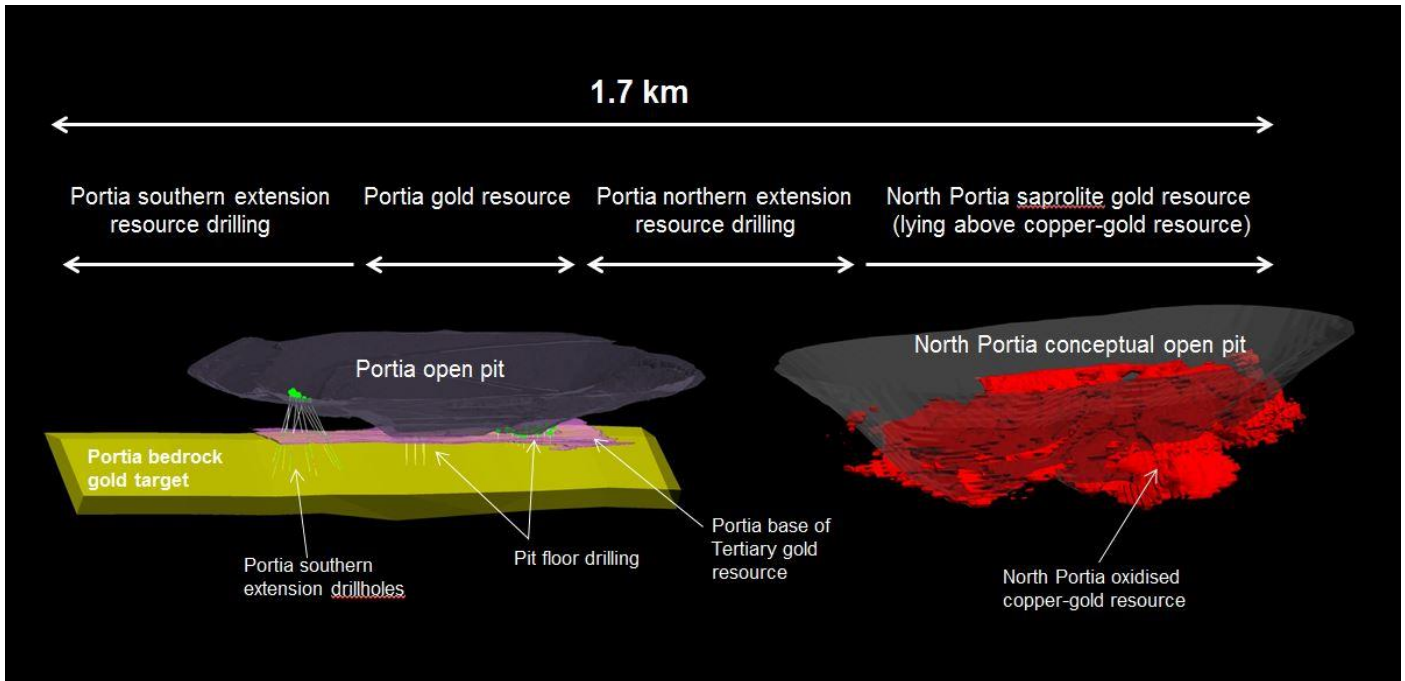 1.7 km
Portia southern extension
resource drilling
Portia gold resource
Portia northern extension
resource drilling
North Portia saprolite gold resource
(lying above copper-gold resource)
Portia open pit
North Portia conceptual open pit
Portia bedrock
gold target
Portia southern
extension drillholes
Pit floor drilling
Portia base of
Tertiary gold
resource
North Portia oxidised
copper-gold resource